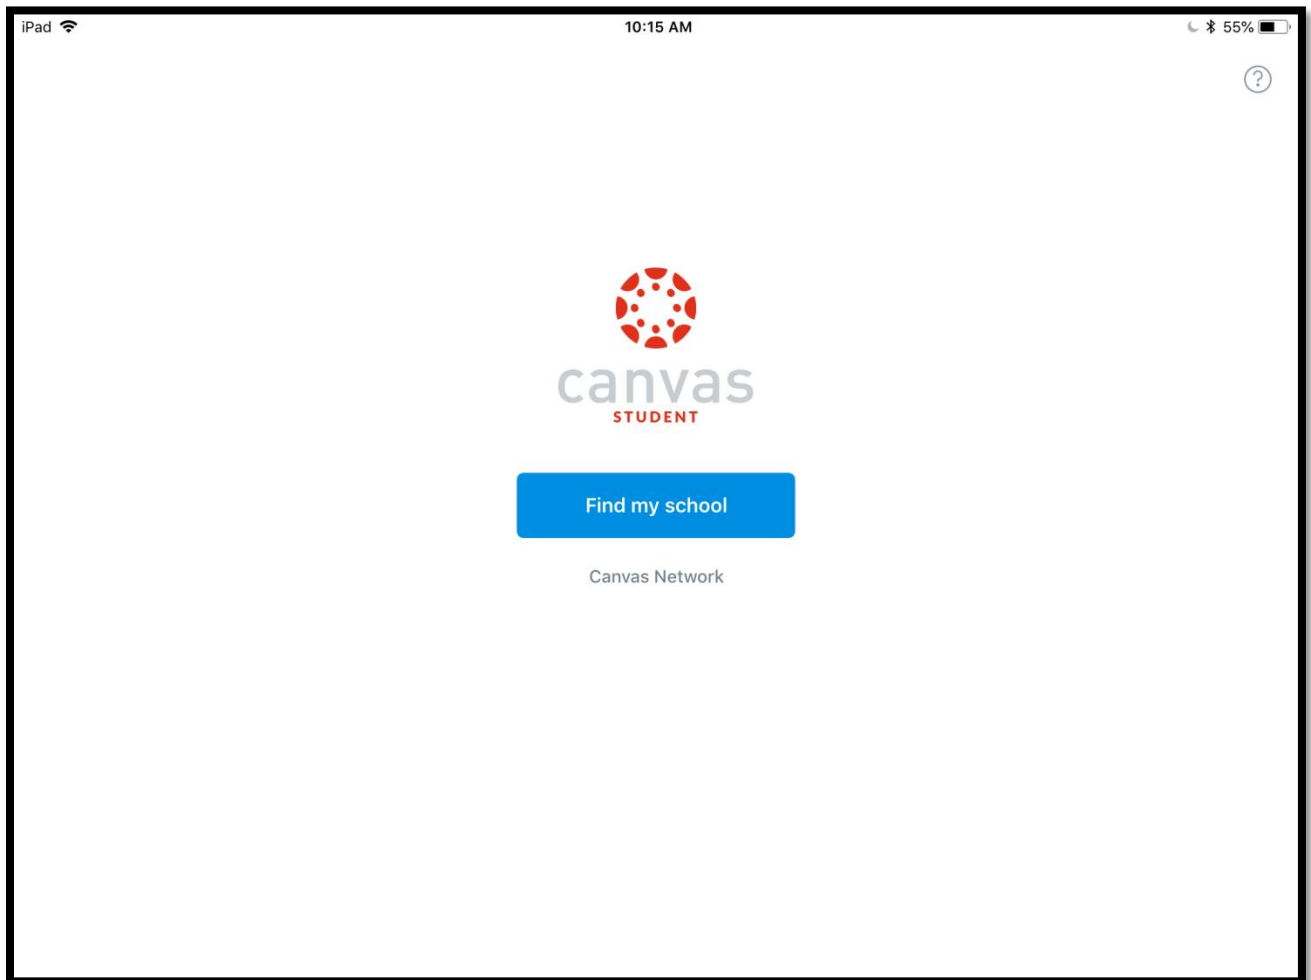 iPad 10:15 AM 55%
?
canvas
STUDENT
Find my school
Canvas Network